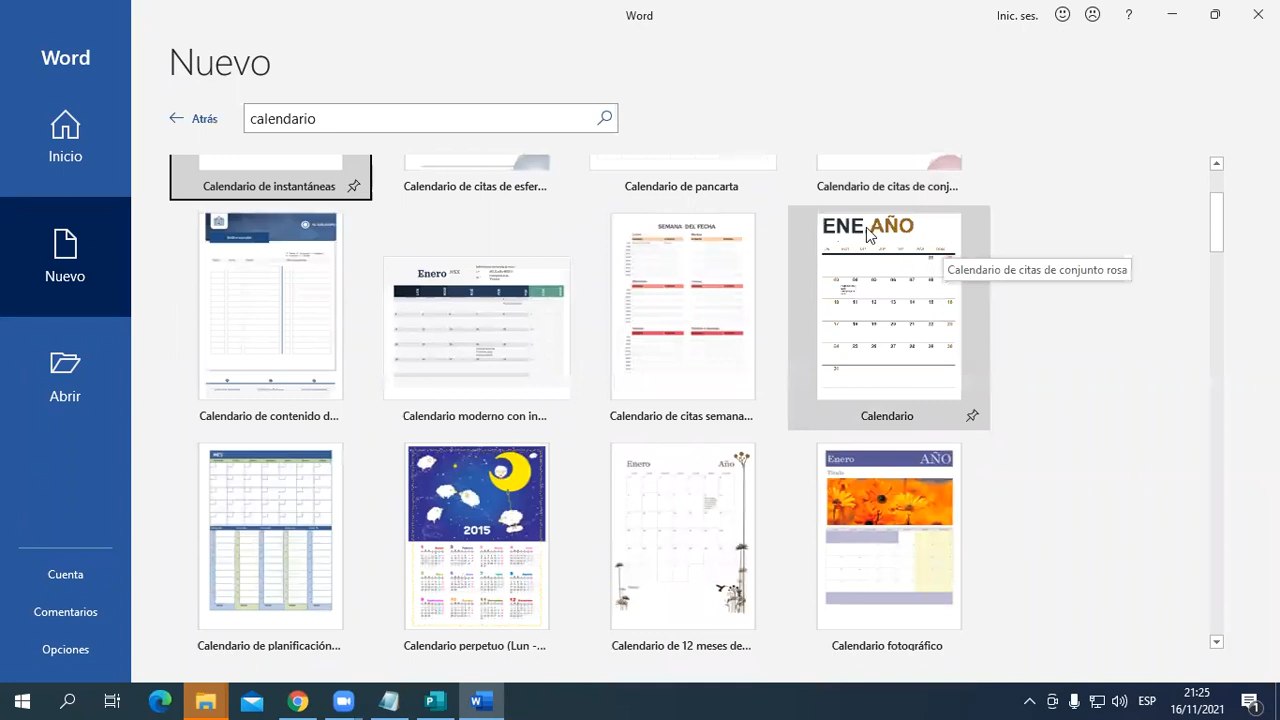 Word
Inic. ses.
Word
Nuevo
Atrás
calendario
Inicio
Nuevo
Abrir
Cuenta
Comentarios
Opciones
Calendario de instantáneas
Calendario de citas de esfer...
Calendario de pancarta
Calendario de citas de conj...
Enero
SEMANA DEL FECHA
ENE AÑO
Calendario de citas de conjunto rosa
Calendario de contenido d...
Calendario moderno con in...
Calendario de citas semana...
Calendario
MES
2015
Enero
Año
Enero
AÑO
Título
Calendario de planificación...
Calendario perpetuo (Lun -...
Calendario de 12 meses de...
Calendario fotográfico
ESP
21:25
16/11/2021